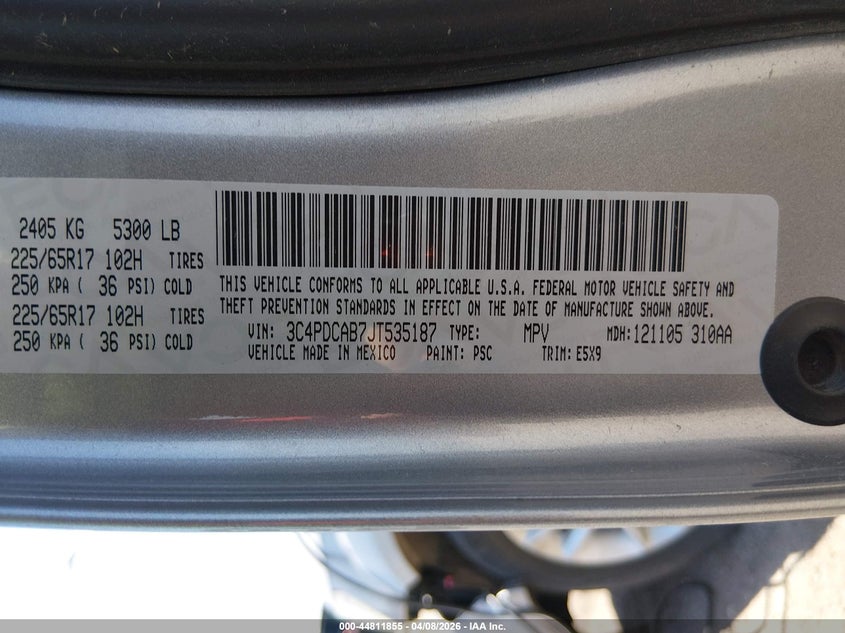 2405 KG 5300 LB
225/65R17 102H TIRES
250 KPA ( 36 PSI) COLD
225/65R17 102H TIRES
250 KPA ( 36 PSI) COLD
THIS VEHICLE CONFORMS TO ALL APPLICABLE U.S.A. FEDERAL MOTOR VEHICLE SAFETY AND
THEFT PREVENTION STANDARDS IN EFFECT ON THE DATE OF MANUFACTURE SHOWN ABOVE.
VIN: 3C4PDCAB7JT535187 TYPE: MPV MDH: 121105 310AA
VEHICLE MADE IN MEXICO PAINT: PSC TRIM: E5X9
000-44811855 - 04/08/2026 - IAA Inc.